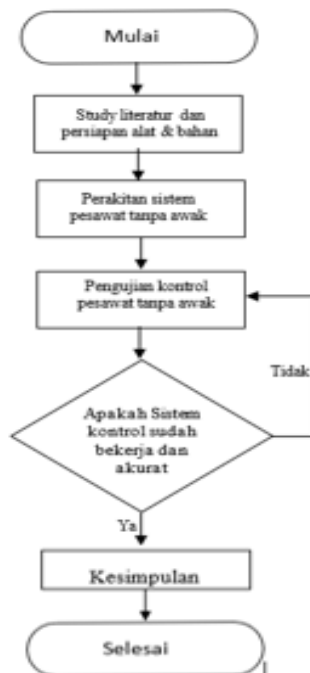 Mulai
Study literatur dan
persiapan alat & bahan
Perakitan sistem
pesawat tanpa awak
Pengujian kontrol
pesawat tanpa awak
Tidak
Apakah Sistem
kontrol sudah
bekerja dan
akurat
Ya
Kesimpulan
Selesai